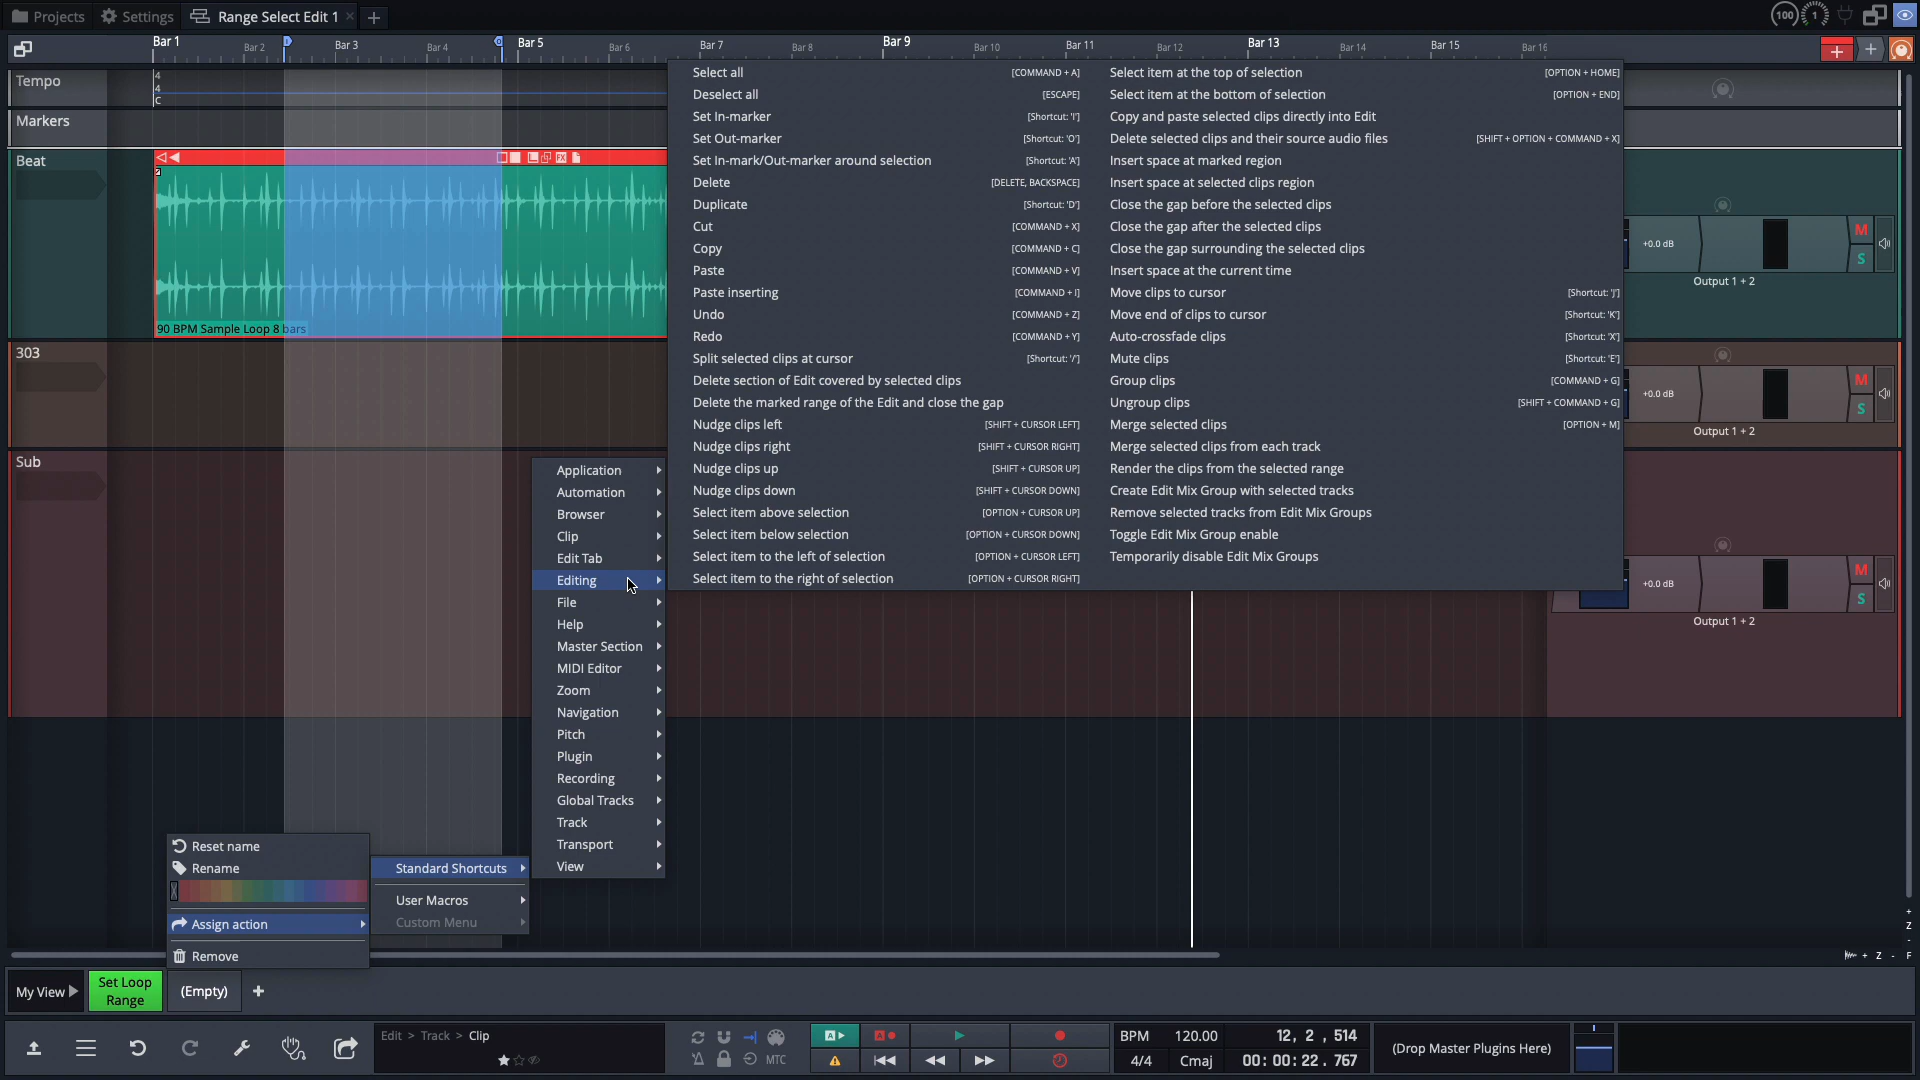 Projects
Settings
Range Select Edit 1
100
1
Bar 1
Bar 2
Bar 3
Bar 4
Bar 5
Bar 6
Bar 7
Bar 8
Bar 9
Bar 10
Bar 11
Bar 12
Bar 13
Bar 14
Bar 15
Bar 16
Tempo
4
4
C
Markers
Beat
FX
90 BPM Sample Loop 8 bars
303
Sub
Select all [COMMAND + A]
Deselect all [ESCAPE]
Set In-marker [Shortcut: 'I']
Set Out-marker [Shortcut: 'O']
Set In-mark/Out-marker around selection [Shortcut: 'A']
Delete [DELETE, BACKSPACE]
Duplicate [Shortcut: 'D']
Cut [COMMAND + X]
Copy [COMMAND + C]
Paste [COMMAND + V]
Paste inserting [COMMAND + I]
Undo [COMMAND + Z]
Redo [COMMAND + Y]
Split selected clips at cursor [Shortcut: '/']
Delete section of Edit covered by selected clips
Delete the marked range of the Edit and close the gap
Nudge clips left [SHIFT + CURSOR LEFT]
Nudge clips right [SHIFT + CURSOR RIGHT]
Nudge clips up [SHIFT + CURSOR UP]
Nudge clips down [SHIFT + CURSOR DOWN]
Select item above selection [OPTION + CURSOR UP]
Select item below selection [OPTION + CURSOR DOWN]
Select item to the left of selection [OPTION + CURSOR LEFT]
Select item to the right of selection [OPTION + CURSOR RIGHT]
Select item at the top of selection [OPTION + HOME]
Select item at the bottom of selection [OPTION + END]
Copy and paste selected clips directly into Edit
Delete selected clips and their source audio files [SHIFT + OPTION + COMMAND + X]
Insert space at marked region
Insert space at selected clips region
Close the gap before the selected clips
Close the gap after the selected clips
Close the gap surrounding the selected clips
Insert space at the current time
Move clips to cursor [Shortcut: 'J']
Move end of clips to cursor [Shortcut: 'K']
Auto-crossfade clips [Shortcut: 'X']
Mute clips [Shortcut: 'E']
Group clips [COMMAND + G]
Ungroup clips [SHIFT + COMMAND + G]
Merge selected clips [OPTION + M]
Merge selected clips from each track
Render the clips from the selected range
Create Edit Mix Group with selected tracks
Remove selected tracks from Edit Mix Groups
Toggle Edit Mix Group enable
Temporarily disable Edit Mix Groups
+0.0 dB
M
S
Output 1 + 2
+0.0 dB
M
S
Output 1 + 2
+0.0 dB
M
S
Output 1 + 2
Application
Automation
Browser
Clip
Edit Tab
Editing
File
Help
Master Section
MIDI Editor
Zoom
Navigation
Pitch
Plugin
Recording
Global Tracks
Track
Transport
View
Reset name
Rename
Assign action
Remove
Standard Shortcuts
User Macros
Custom Menu
+
Z
-
+ Z - F
My View
Set Loop
Range
(Empty)
+
Edit > Track > Clip
MTC
A
A
BPM 120.00
4/4 Cmaj
12, 2 , 514
00: 00: 22. 767
(Drop Master Plugins Here)